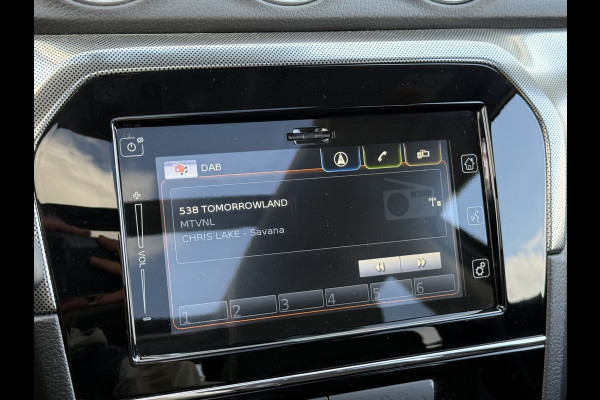 DAB
538 TOMORROWLAND
MTVNL
CHRIS LAKE - Savana
VOL
1 2 3 4 5 6